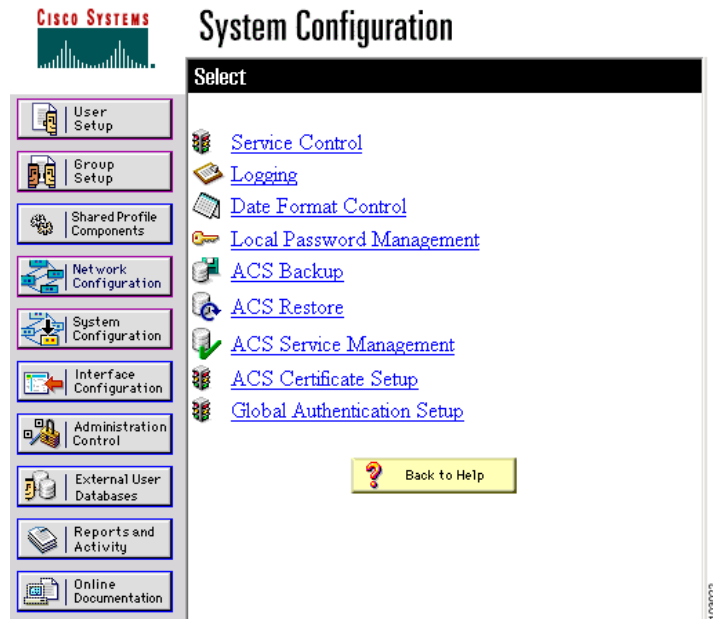 CISCO SYSTEMS
System Configuration
Select
User
Setup
Group
Setup
Shared Profile
Components
Network
Configuration
System
Configuration
Interface
Configuration
Administration
Control
External User
Databases
Reports and
Activity
Online
Documentation
Service Control
Logging
Date Format Control
Local Password Management
ACS Backup
ACS Restore
ACS Service Management
ACS Certificate Setup
Global Authentication Setup
Back to Help